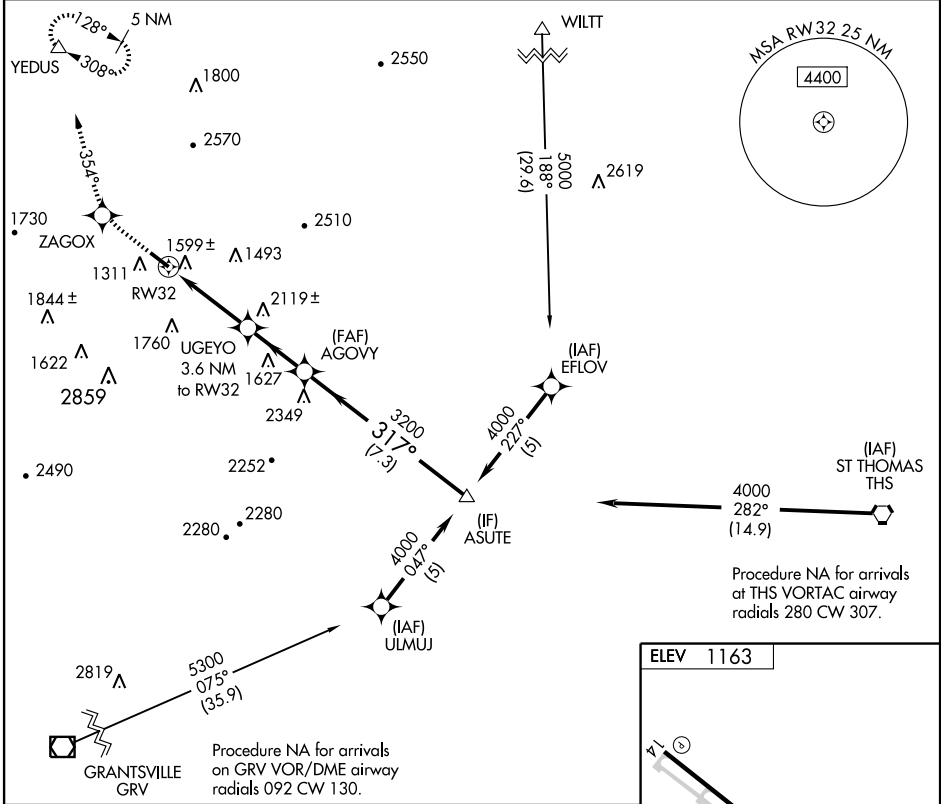 128°
5 NM
308°
YEDUS
1800
2550
2570
WILTT
MSA RW32 25 NM
4400
5000
188°
(29.6)
2619
354°
1730
ZAGOX
2510
1599±
1493
1311
RW32
1844±
2119±
1760
UGEYO
3.6 NM
to RW32
(FAF)
AGOVY
1622
1627
2859
2349
(IAF)
EFLOV
3200
317°
(7.3)
4000
227°
(5)
2490
2252
2280
2280
(IF)
ASUTE
4000
282°
(14.9)
(IAF)
ST THOMAS
THS
Procedure NA for arrivals
at THS VORTAC airway
radials 280 CW 307.
4000
047°
(5)
(IAF)
ULMUJ
2819
5300
075°
(35.9)
GRANTSVILLE
GRV
Procedure NA for arrivals
on GRV VOR/DME airway
radials 092 CW 130.
ELEV 1163
14
P